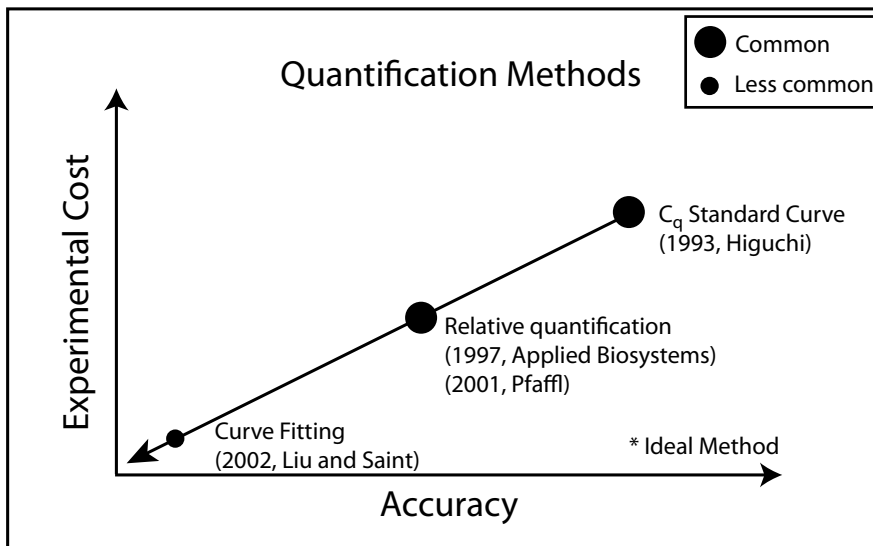 Common
Less common
Quantification Methods
Experimental Cost
Cq Standard Curve
(1993, Higuchi)
Relative quantification
(1997, Applied Biosystems)
(2001, Pfaffl)
Curve Fitting
(2002, Liu and Saint)
* Ideal Method
Accuracy